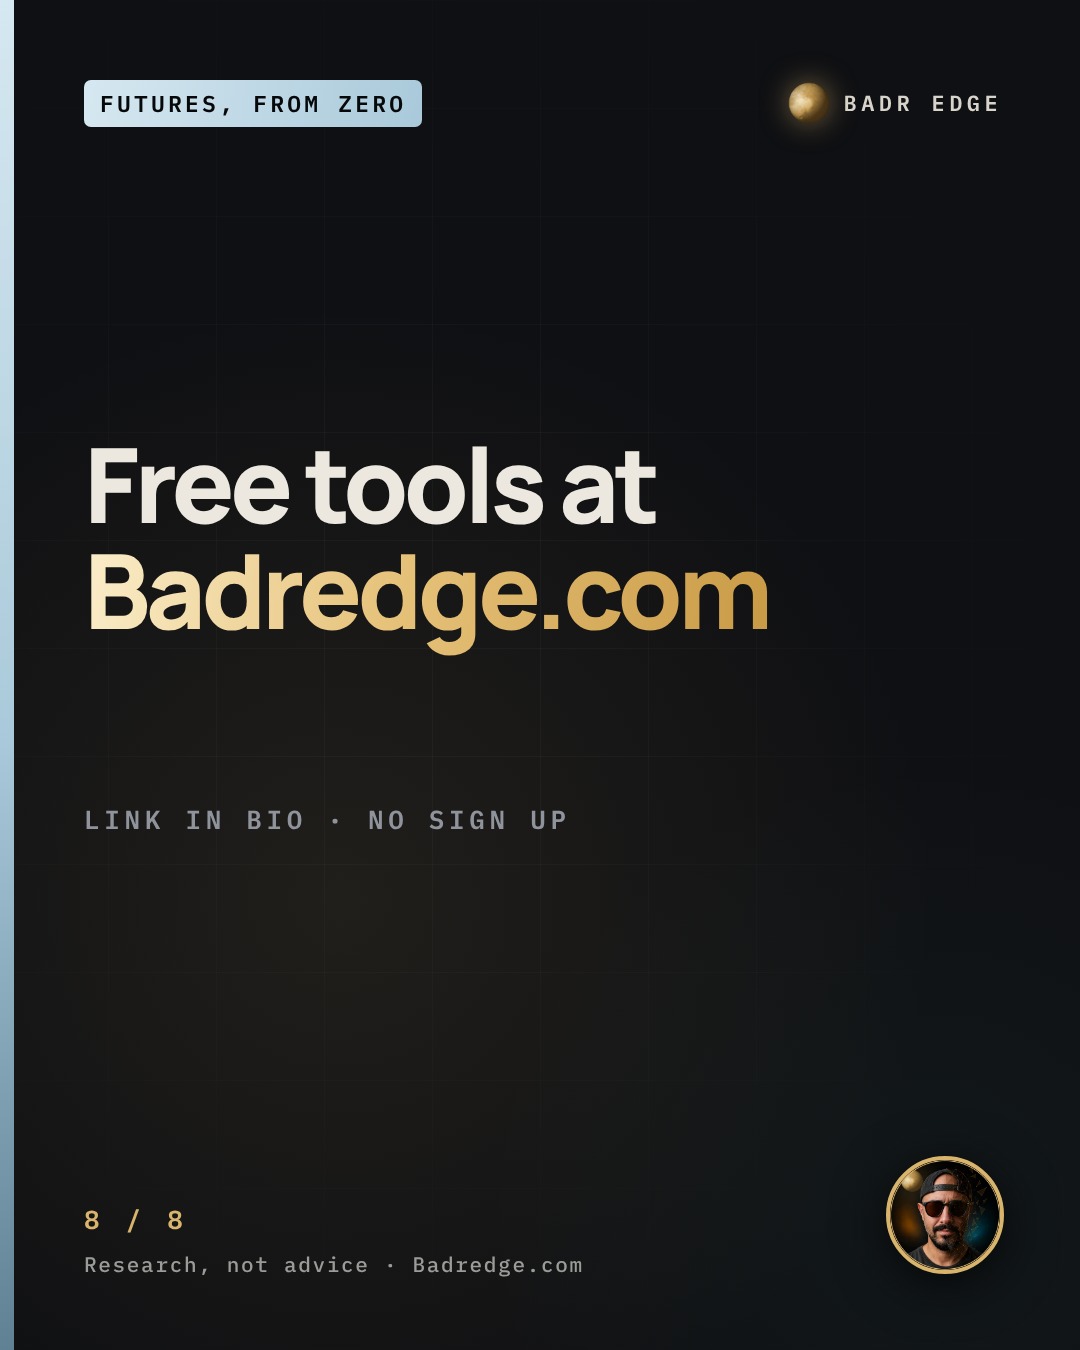 FUTURES, FROM ZERO
BADR EDGE
Free tools at
Badredge.com
LINK IN BIO · NO SIGN UP
8 / 8
Research, not advice · Badredge.com